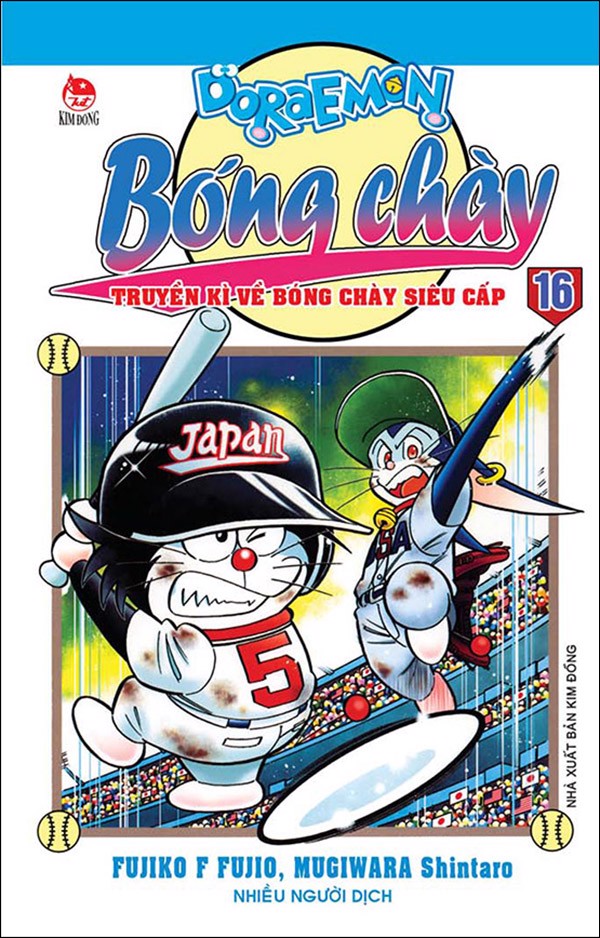 DORAEMON
KIM ĐỒNG
Bóng chày
TRUYỀN KÌ VỀ BÓNG CHÀY SIÊU CẤP
16
Japan
USA
5
NHÀ XUẤT BẢN KIM ĐỒNG
FUJIKO F FUJIO, MUGIWARA Shintaro
NHIỀU NGƯỜI DỊCH